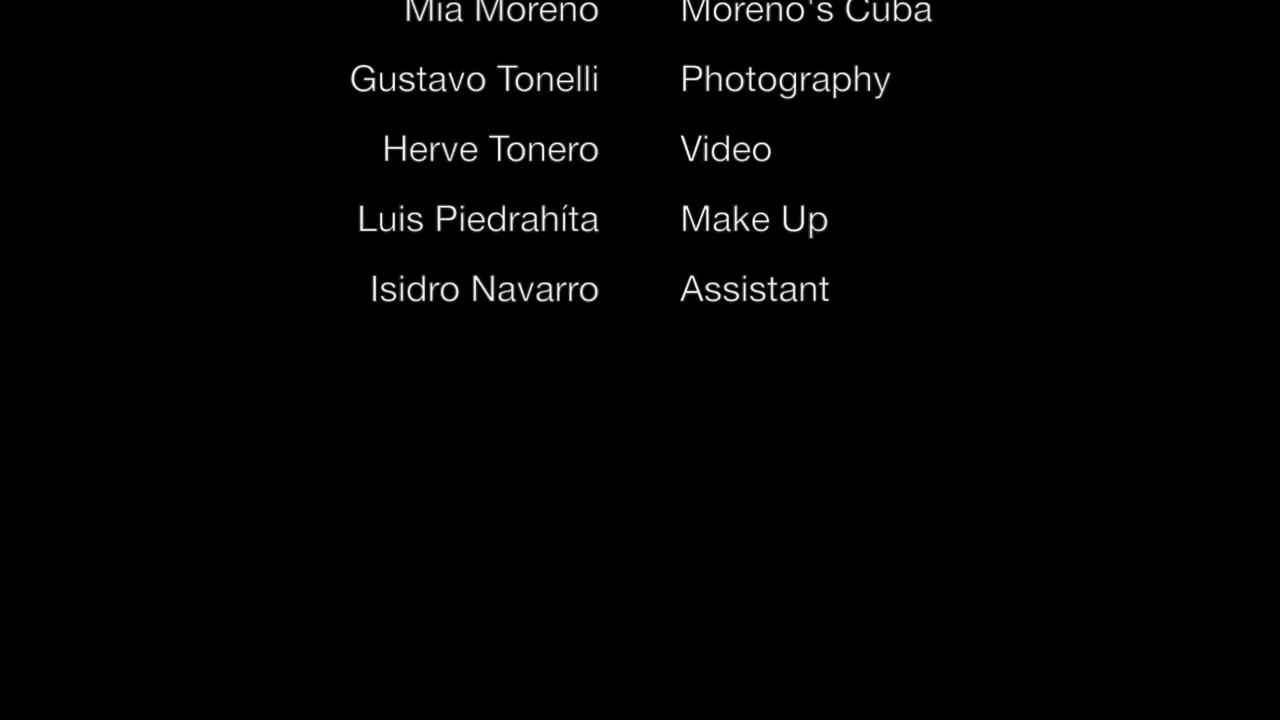 Mia Moreno Moreno's Cuba
Gustavo Tonelli Photography
Herve Tonero Video
Luis Piedrahíta Make Up
Isidro Navarro Assistant